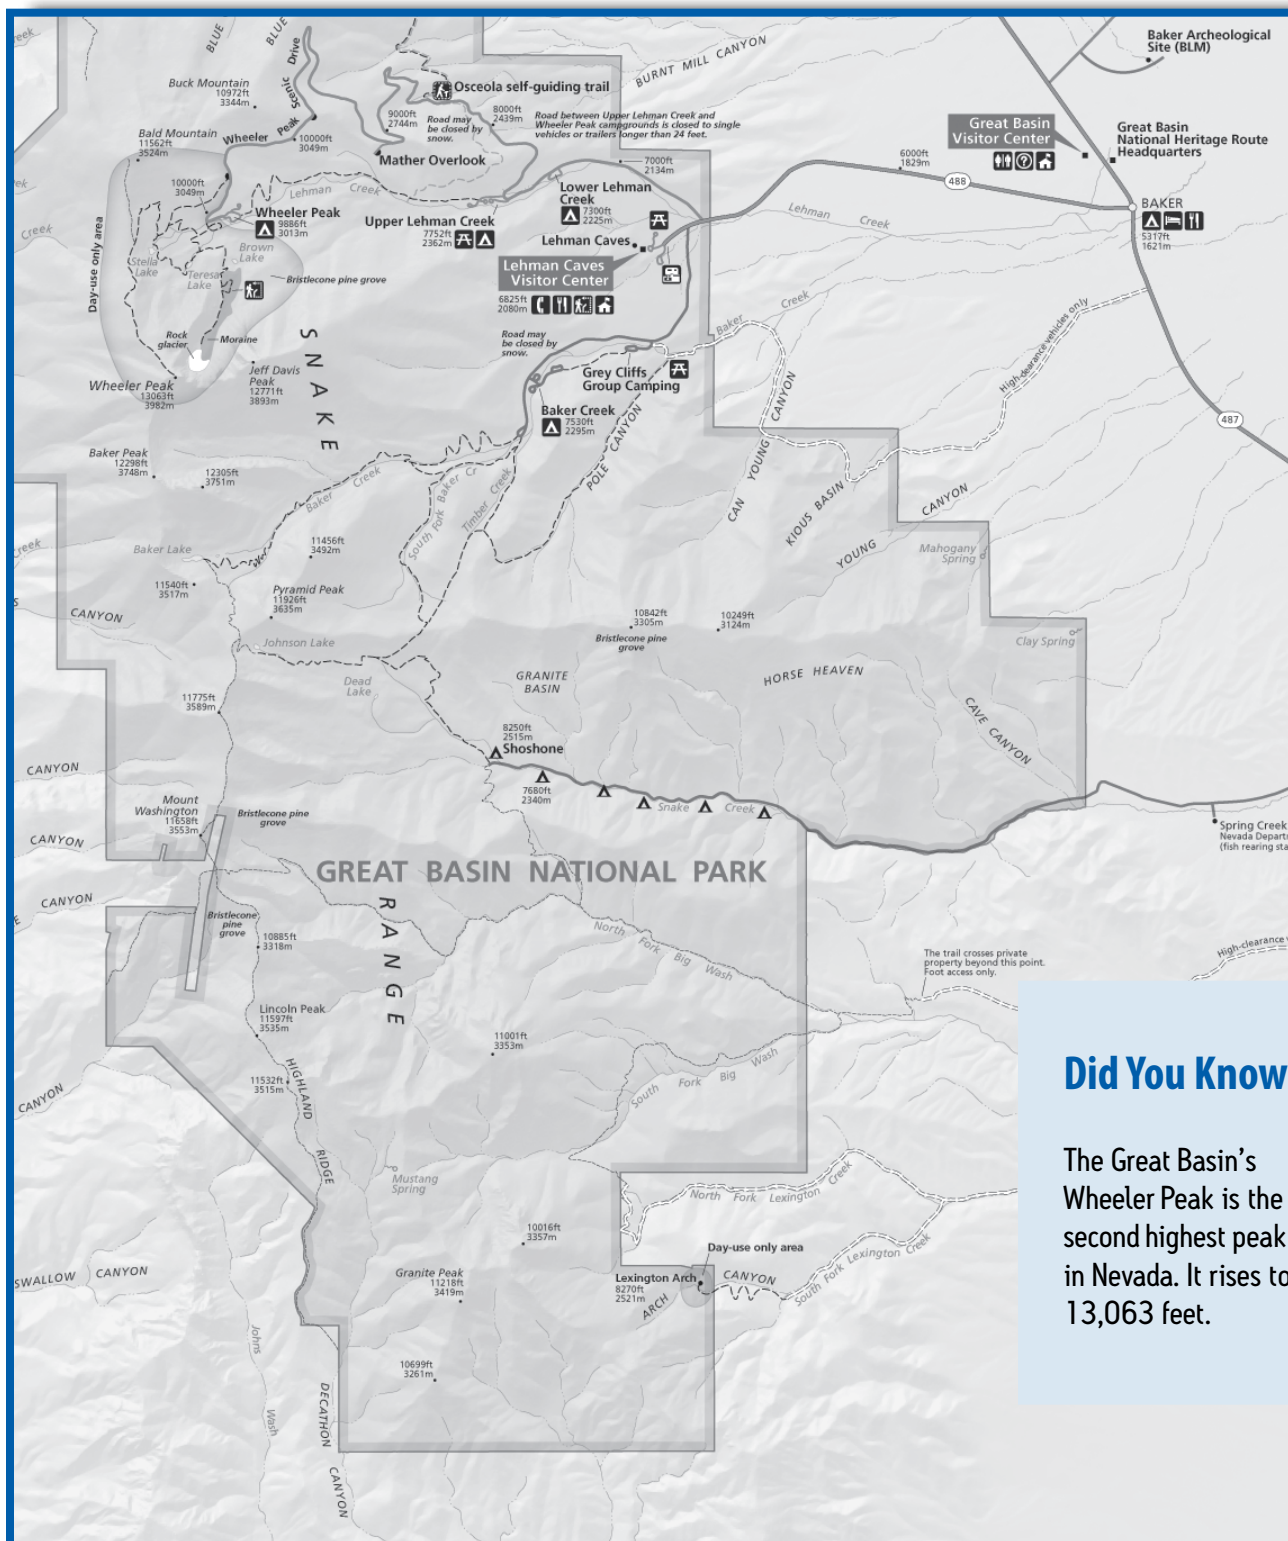 BLUE
BLUE
Creek
Baker Archeological
Site (BLM)
BURNT MILL CANYON
Buck Mountain
10972ft
3344m
Wheeler Peak Scenic Drive
Osceola self-guiding trail
9000ft
2744m
Road may
be closed by
snow.
8000ft
2439m
Road between Upper Lehman Creek and
Wheeler Peak campgrounds is closed to single
vehicles or trailers longer than 24 feet.
Bald Mountain
11562ft
3524m
10000ft
3049m
Mather Overlook
Great Basin
Visitor Center
Great Basin
National Heritage Route
Headquarters
7000ft
2134m
6000ft
1829m
488
10000ft
3049m
Lehman Creek
Wheeler Peak
9886ft
3013m
Upper Lehman Creek
7752ft
2362m
Lower Lehman
Creek
7300ft
2225m
Lehman Creek
BAKER
5317ft
1621m
Creek
Day-use only area
Stella
Lake
Brown
Lake
Teresa
Lake
Bristlecone pine grove
Lehman Caves
Lehman Caves
Visitor Center
6825ft
2080m
Baker Creek
High-clearance vehicles only
Rock
glacier
Moraine
SNAKE
Road may
be closed by
snow.
Jeff Davis
Peak
12771ft
3893m
Wheeler Peak
13063ft
3982m
Grey Cliffs
Group Camping
Baker Creek
7530ft
2295m
POLE CANYON
CAN YOUNG CANYON
487
Baker Peak
12298ft
3748m
12305ft
3751m
Baker Creek
South Fork Baker Cr
Timber Creek
KIOUS BASIN
YOUNG CANYON
Creek
Baker Lake
11456ft
3492m
Mahogany
Spring
11540ft
3517m
Pyramid Peak
11926ft
3635m
S
CANYON
10842ft
3305m
Bristlecone pine
grove
10249ft
3124m
Clay Spring
Johnson Lake
Dead
Lake
GRANITE
BASIN
HORSE HEAVEN
11775ft
3589m
CAVE CANYON
8250ft
2515m
Shoshone
CANYON
7680ft
2340m
Snake Creek
Mount
Washington
11658ft
3553m
Bristlecone pine
grove
Spring Creek
Nevada Departm
(fish rearing sta
CANYON
GREAT BASIN NATIONAL PARK
RANGE
E CANYON
Bristlecone
pine
grove
10885ft
3318m
North Fork Big Wash
The trail crosses private
property beyond this point.
Foot access only.
High-clearance v
Lincoln Peak
11597ft
3535m
11001ft
3353m
11532ft
3515m
HIGHLAND RIDGE
South Fork Big Wash
CANYON
Did You Know
The Great Basin's
Wheeler Peak is the
second highest peak
in Nevada. It rises to
13,063 feet.
Mustang
Spring
North Fork Lexington Creek
10016ft
3357m
Day-use only area
South Fork Lexington Creek
SWALLOW CANYON
Granite Peak
11218ft
3419m
Lexington Arch
8270ft
2521m
ARCH CANYON
Johns Wash
10699ft
3261m
DECATHON CANYON